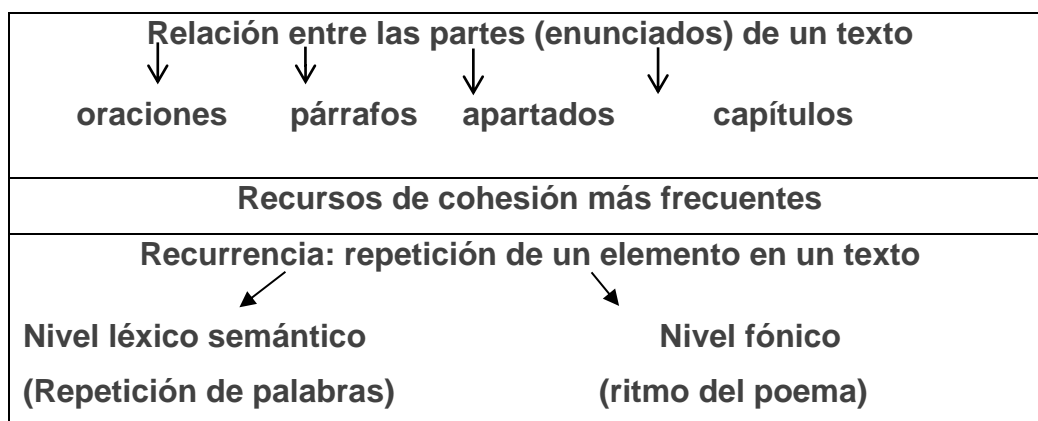 Relación entre las partes (enunciados) de un texto
oraciones párrafos apartados capítulos
Recursos de cohesión más frecuentes
Recurrencia: repetición de un elemento en un texto
Nivel léxico semántico Nivel fónico
(Repetición de palabras) (ritmo del poema)